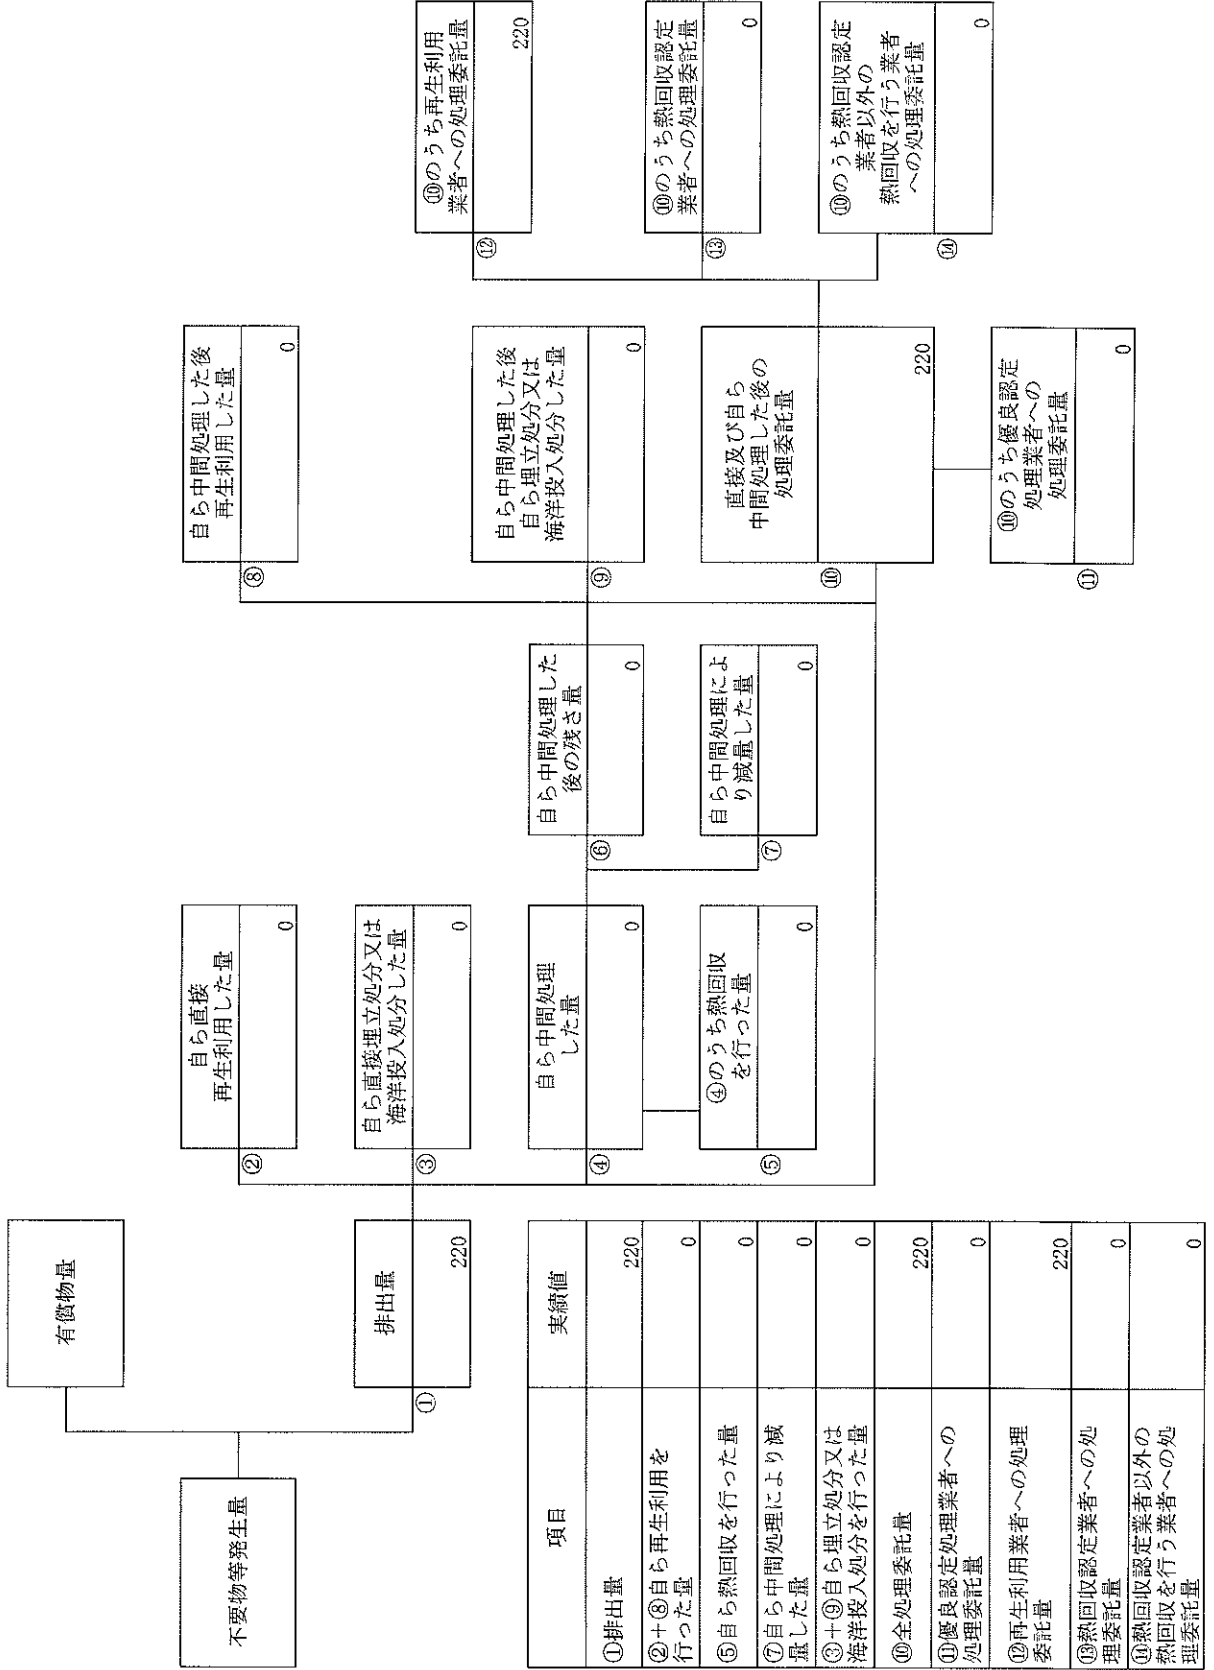 不要物等発生量
有償物量
排出量
①
220
自ら直接
再生利用した量
②
0
自ら直接埋立処分又は
海洋投入処分した量
③
0
自ら中間処理
した量
④
0
④のうち熱回収
を行った量
⑤
0
自ら中間処理した
後の残さ量
⑥
0
自ら中間処理によ
り減量した量
⑦
0
自ら中間処理した後
再生利用した量
⑧
0
自ら中間処理した後
自ら埋立処分又は
海洋投入処分した量
⑨
0
直接及び自ら
中間処理した後の
処理委託量
⑩
220
⑩のうち優良認定
処理業者への
処理委託量
⑪
0
⑩のうち再生利用
業者への処理委託量
⑫
220
⑩のうち熱回収認定
業者への処理委託量
⑬
0
⑩のうち熱回収認定
業者以外の
熱回収を行う業者
への処理委託量
⑭
0
項目 実績値
①排出量 220
②+⑧自ら再生利用を
行った量 0
⑤自ら熱回収を行った量 0
⑦自ら中間処理により減
量した量 0
③+⑨自ら埋立処分又は
海洋投入処分を行った量 0
⑩全処理委託量 220
⑪優良認定処理業者への
処理委託量 0
⑫再生利用業者への処理
委託量 220
⑬熱回収認定業者への処
理委託量 0
⑭熱回収認定業者以外の
熱回収を行う業者への処
理委託量 0